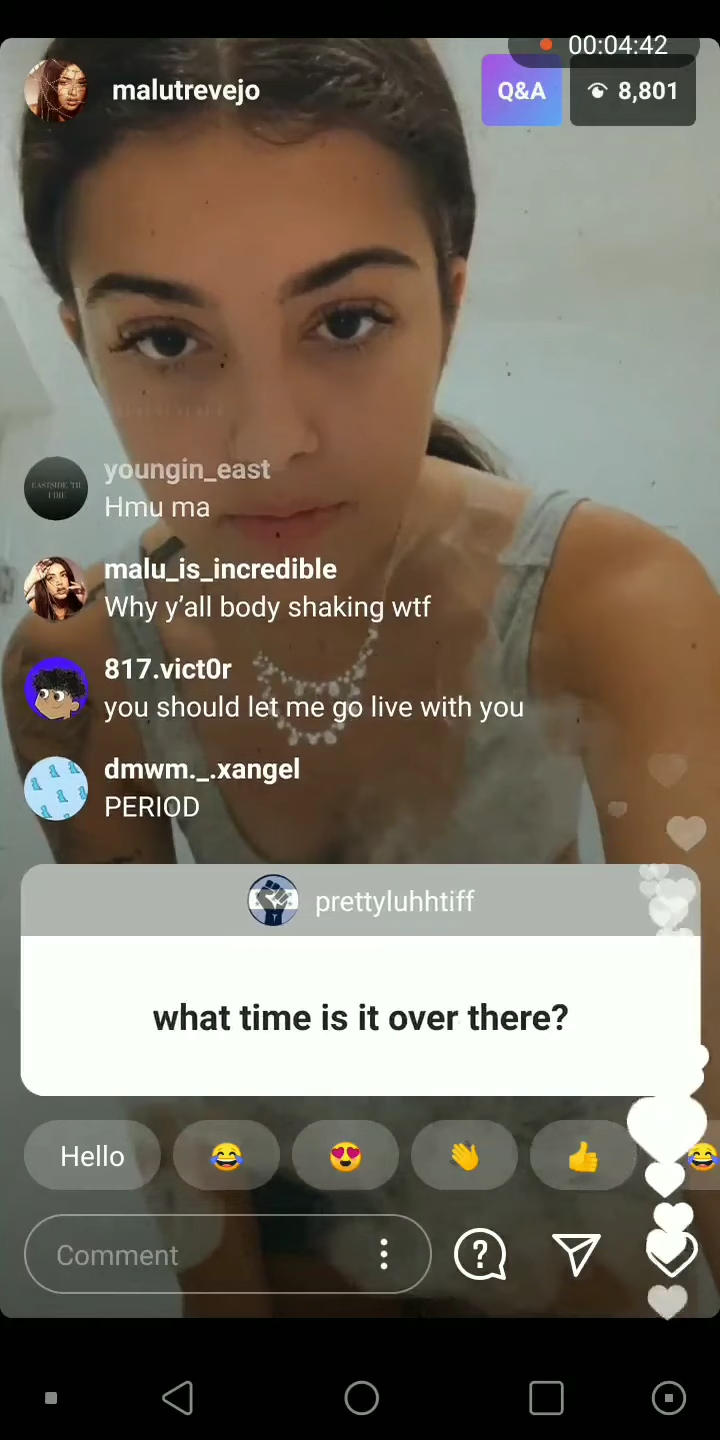 00:04:42
malutrevejo
Q&A
8,801
youngin_east
Hmu ma
malu_is_incredible
Why y’all body shaking wtf
817.vict0r
you should let me go live with you
dmwm._.xangel
PERIOD
prettyluhhtiff
what time is it over there?
Hello
Comment